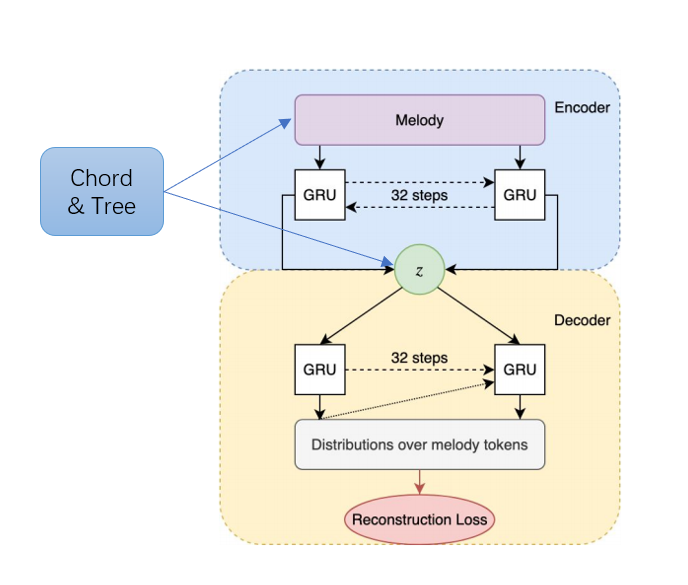 Encoder
Melody
Chord
& Tree
GRU
32 steps
GRU
z
Decoder
GRU
32 steps
GRU
Distributions over melody tokens
Reconstruction Loss